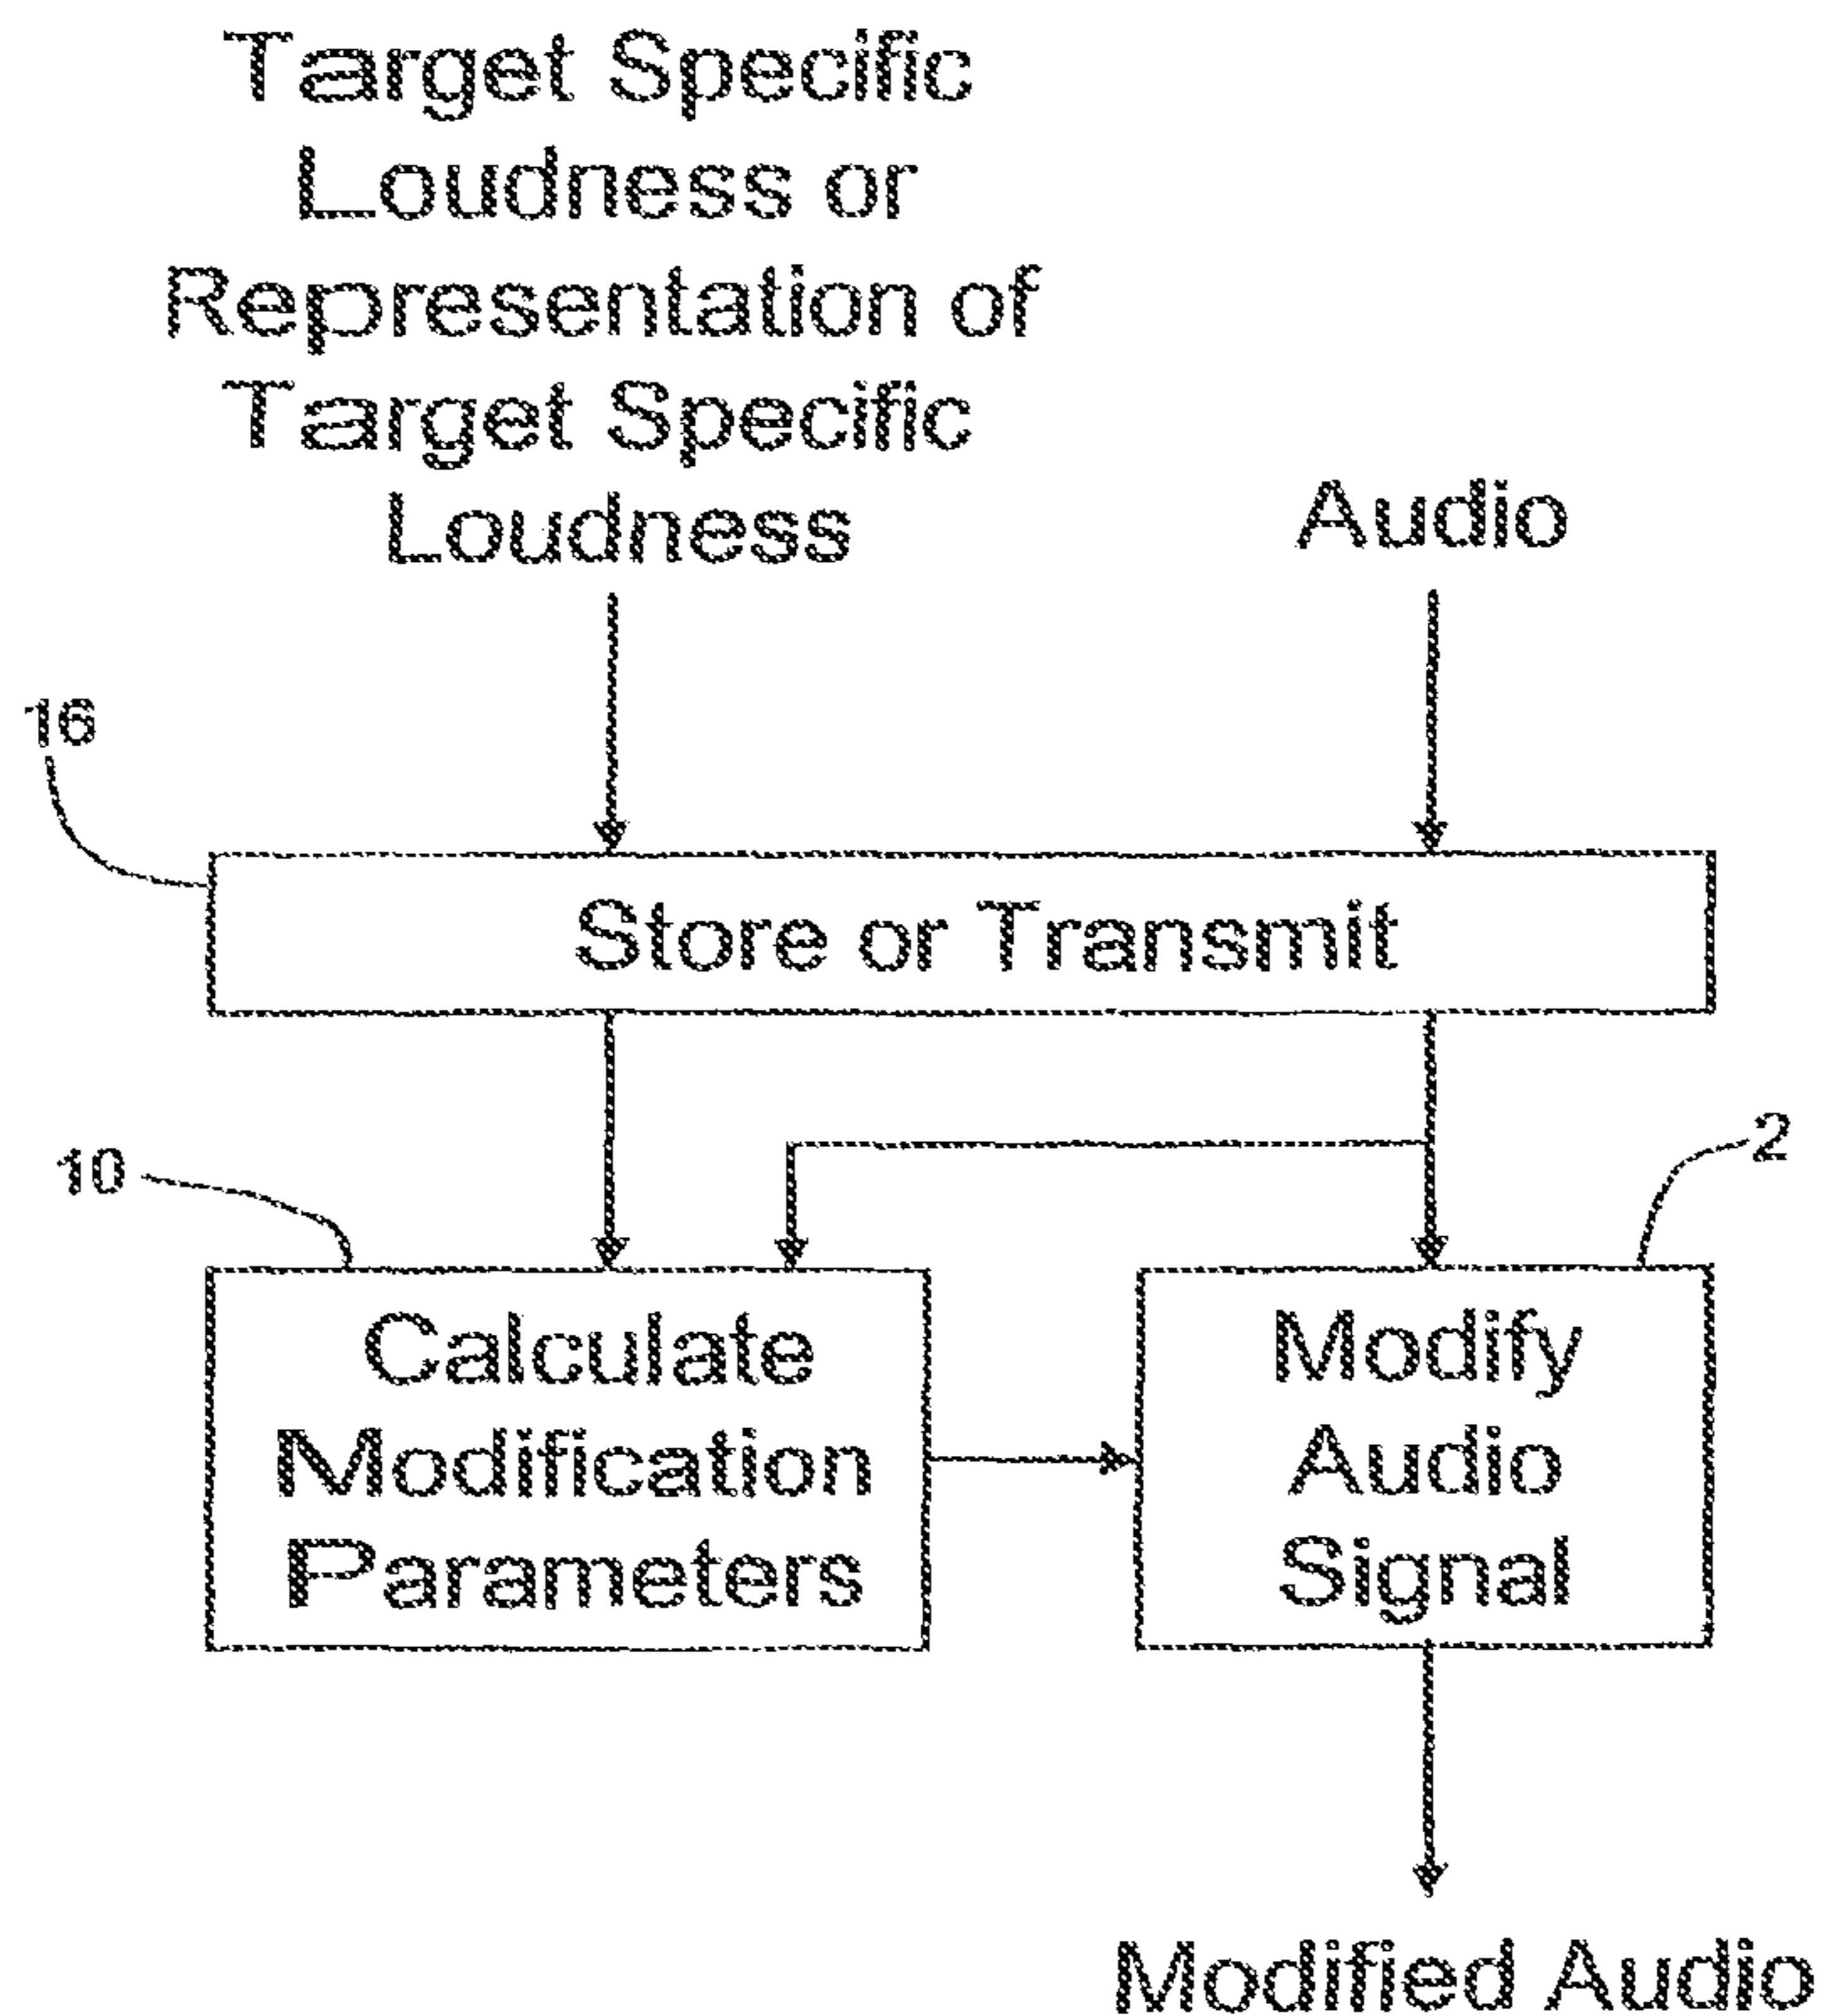 Target Specific
Loudness or
Representation of
Target Specific
Loudness
Audio
16
Store or Transmit
10
2
Calculate
Modification
Parameters
Modify
Audio
Signal
Modified Audio